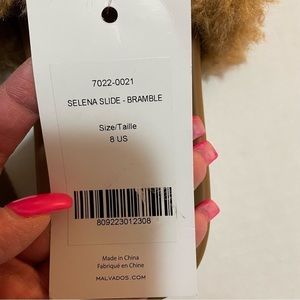 7022-0021
SELENA SLIDE - BRAMBLE
Size/Taille
8 US
809223012308
Made in China
Fabriqué en Chine
MALVADOS.COM